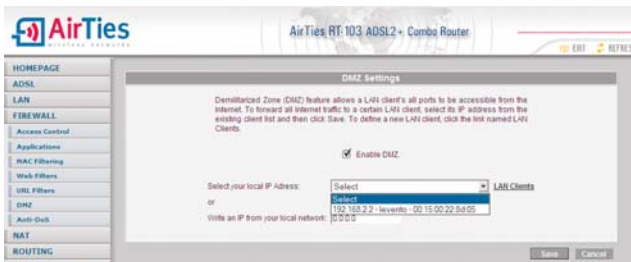 AirTies
wireless networks
AirTies RT-103 ADSL2+ Combo Router
EXIT
REFRES
HOMEPAGE
ADSL
LAN
FIREWALL
Access Control
Applications
MAC Filtering
Web Filters
URL Filters
DMZ
Anti-DoS
NAT
ROUTING
DMZ Settings
Demilitarized Zone (DMZ) feature allows a LAN client's all ports to be accessible from the
Internet. To forward all Internet traffic to a certain LAN client, select its IP address from the
existing client list and then click Save. To define a new LAN client, click the link named LAN
Clients.
Enable DMZ.
Select your local IP Adress: Select LAN Clients
Select
or 192.168.2.2 - levento - 00:15:00:22:8d:05
Write an IP from your local network: 0 0 0 0
Save Cancel